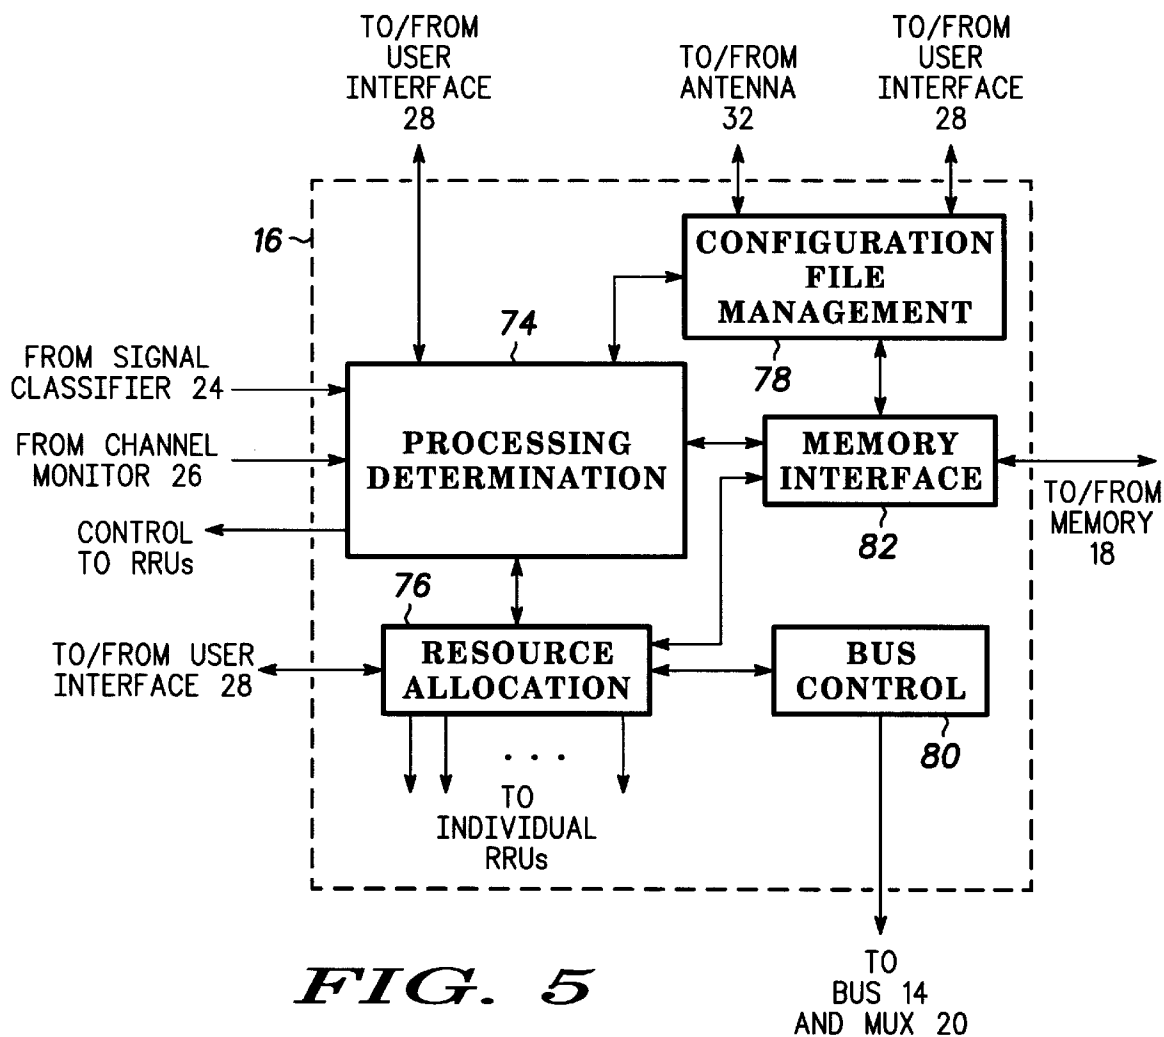 TO/FROM
USER
INTERFACE
28
TO/FROM
ANTENNA
32
TO/FROM
USER
INTERFACE
28
16
CONFIGURATION
FILE
MANAGEMENT
74
78
FROM SIGNAL
CLASSIFIER 24
FROM CHANNEL
MONITOR 26
CONTROL
TO RRUs
PROCESSING
DETERMINATION
MEMORY
INTERFACE
82
TO/FROM
MEMORY
18
76
TO/FROM USER
INTERFACE 28
RESOURCE
ALLOCATION
BUS
CONTROL
80
. . .
TO
INDIVIDUAL
RRUs
TO
BUS 14
AND MUX 20
FIG. 5